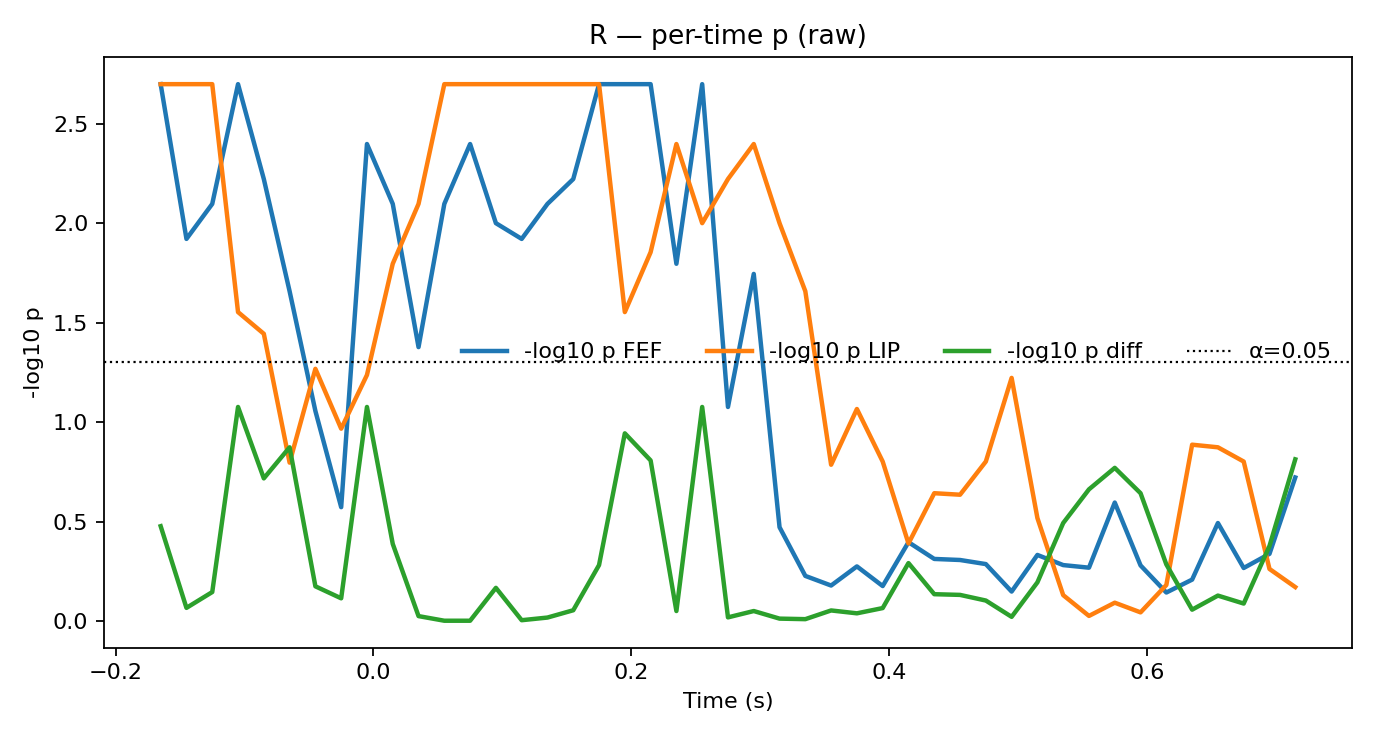 R — per-time p (raw)
-log10 p
2.5
2.0
1.5
1.0
0.5
0.0
-log10 p FEF
-log10 p LIP
-log10 p diff
α=0.05
−0.2
0.0
0.2
0.4
0.6
Time (s)